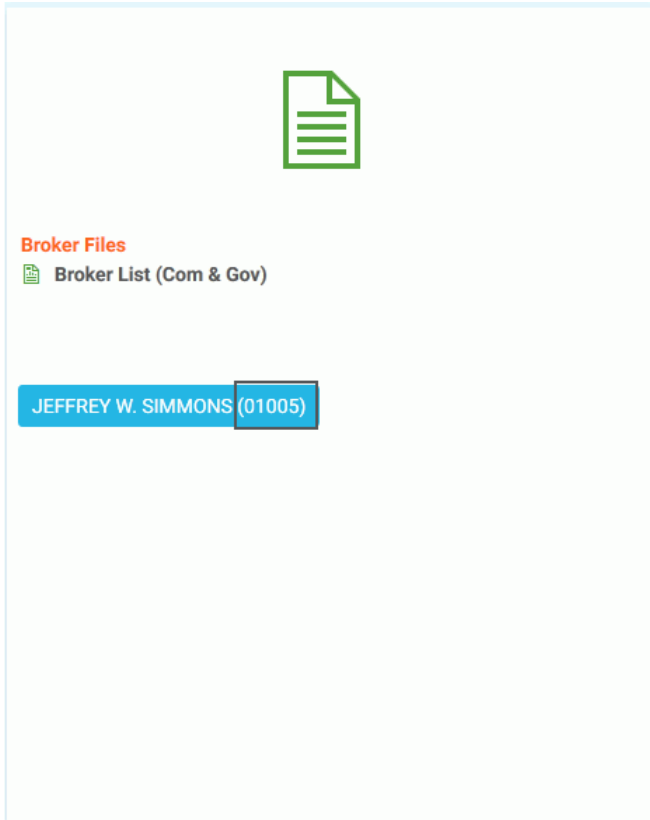 Broker Files
Broker List (Com & Gov)
JEFFREY W. SIMMONS (01005)